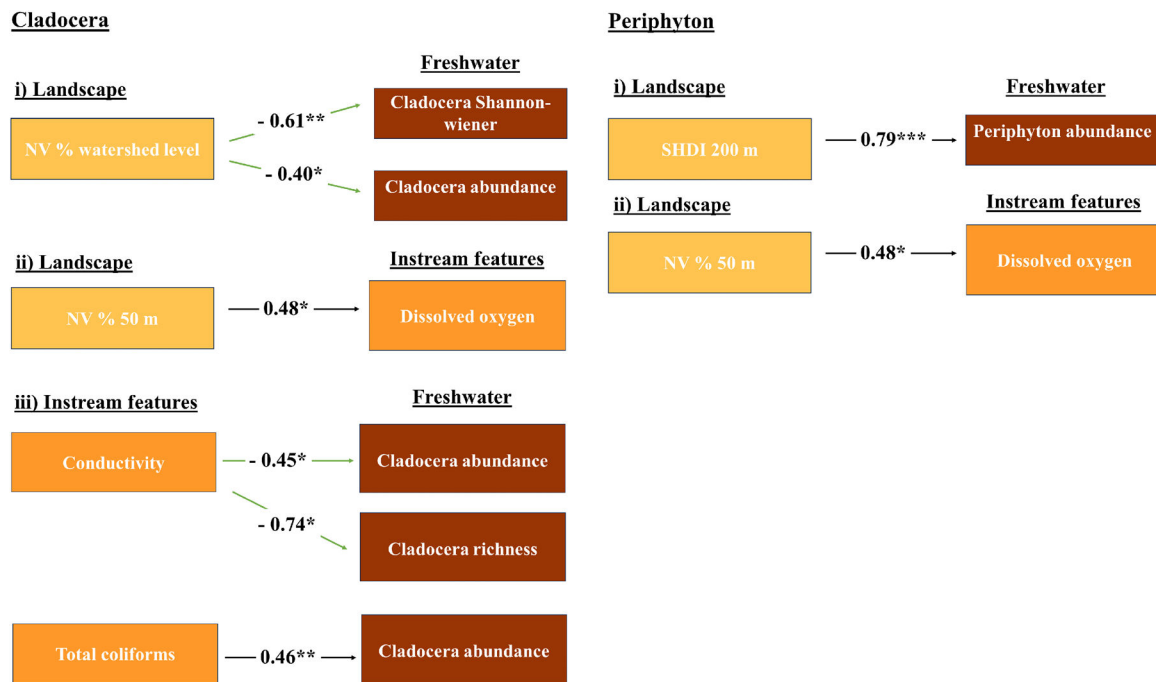 Cladocera
i) Landscape
Freshwater
NV % watershed level
- 0.61**
Cladocera Shannon-
wiener
- 0.40*
Cladocera abundance
ii) Landscape
Instream features
NV % 50 m
0.48*
Dissolved oxygen
iii) Instream features
Freshwater
Conductivity
- 0.45*
Cladocera abundance
- 0.74*
Cladocera richness
Total coliforms
0.46**
Cladocera abundance
Periphyton
i) Landscape
Freshwater
SHDI 200 m
0.79***
Periphyton abundance
ii) Landscape
Instream features
NV % 50 m
0.48*
Dissolved oxygen